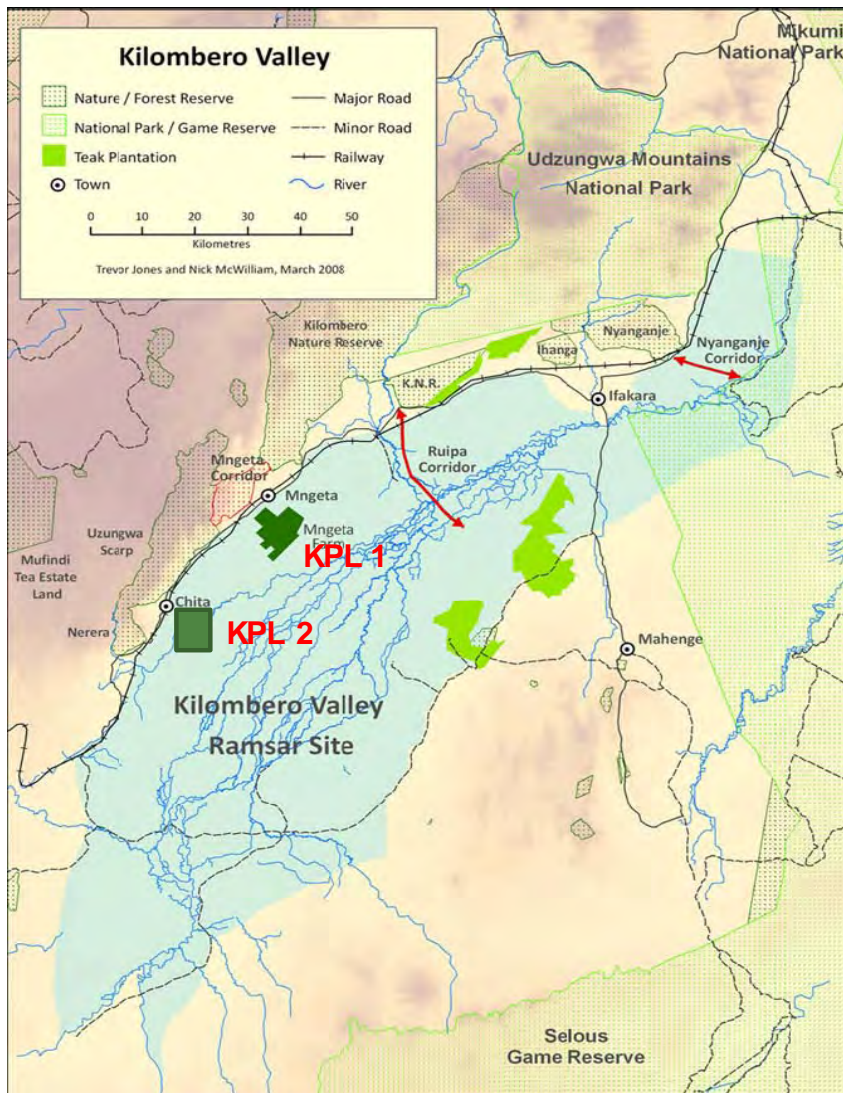 Kilombero Valley
Nature / Forest Reserve
National Park / Game Reserve
Teak Plantation
Town
Major Road
Minor Road
Railway
River
0 10 20 30 40 50
Kilometres
Trevor Jones and Nick McWilliam, March 2008
Mikumi
National Park
Udzungwa Mountains
National Park
Kilombero
Nature Reserve
Nyanganje
Ihanga
Nyanganje
Corridor
K.N.R.
Ifakara
Ruipa
Corridor
Mngeta
Corridor
Mngeta
Mngeta
Farm
KPL 1
Uzungwa
Scarp
Mufindi
Tea Estate
Land
Chita
KPL 2
Nerera
Mahenge
Kilombero Valley
Ramsar Site
Selous
Game Reserve